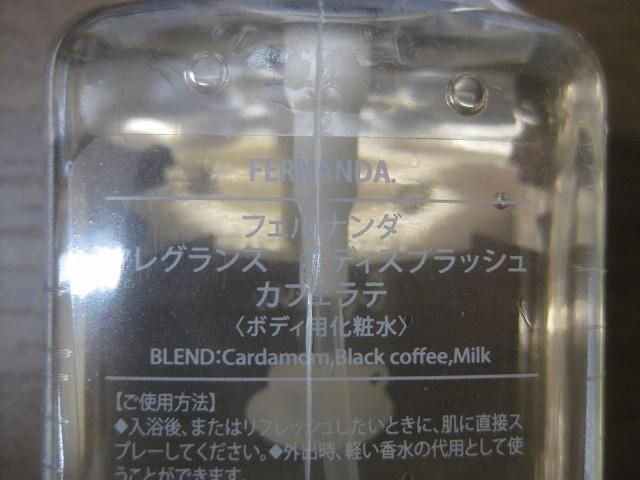 FERNANDA.
フェルナンダ
フレグランス ボディスプラッシュ
カフェラテ
〈ボディ用化粧水〉
BLEND:Cardamom,Black coffee,Milk
【ご使用方法】
◆入浴後、またはリフレッシュしたいときに、肌に直接ス
プレーしてください。◆外出時、軽い香水の代用として使
うことができます。